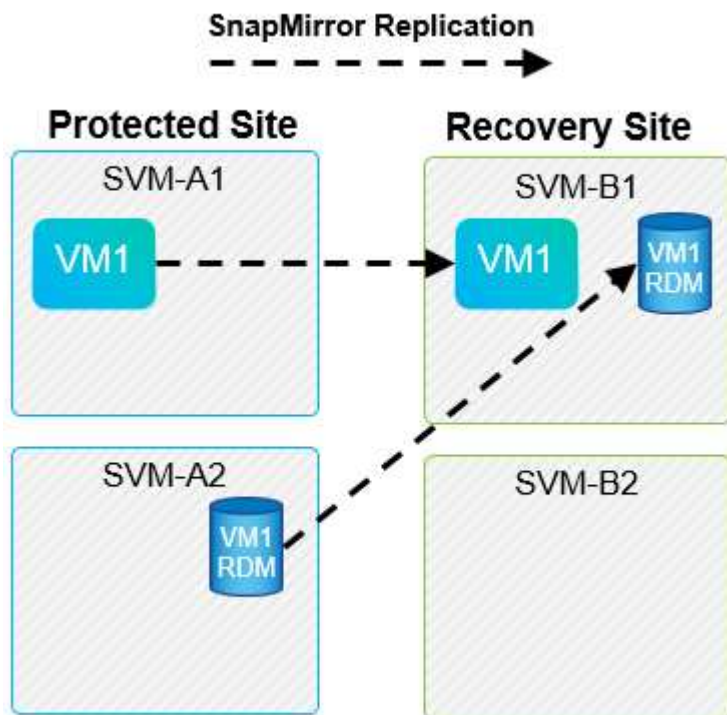 SnapMirror Replication
Protected Site
Recovery Site
SVM-A1
SVM-B1
VM1
VM1
VM1
RDM
SVM-A2
SVM-B2
VM1
RDM